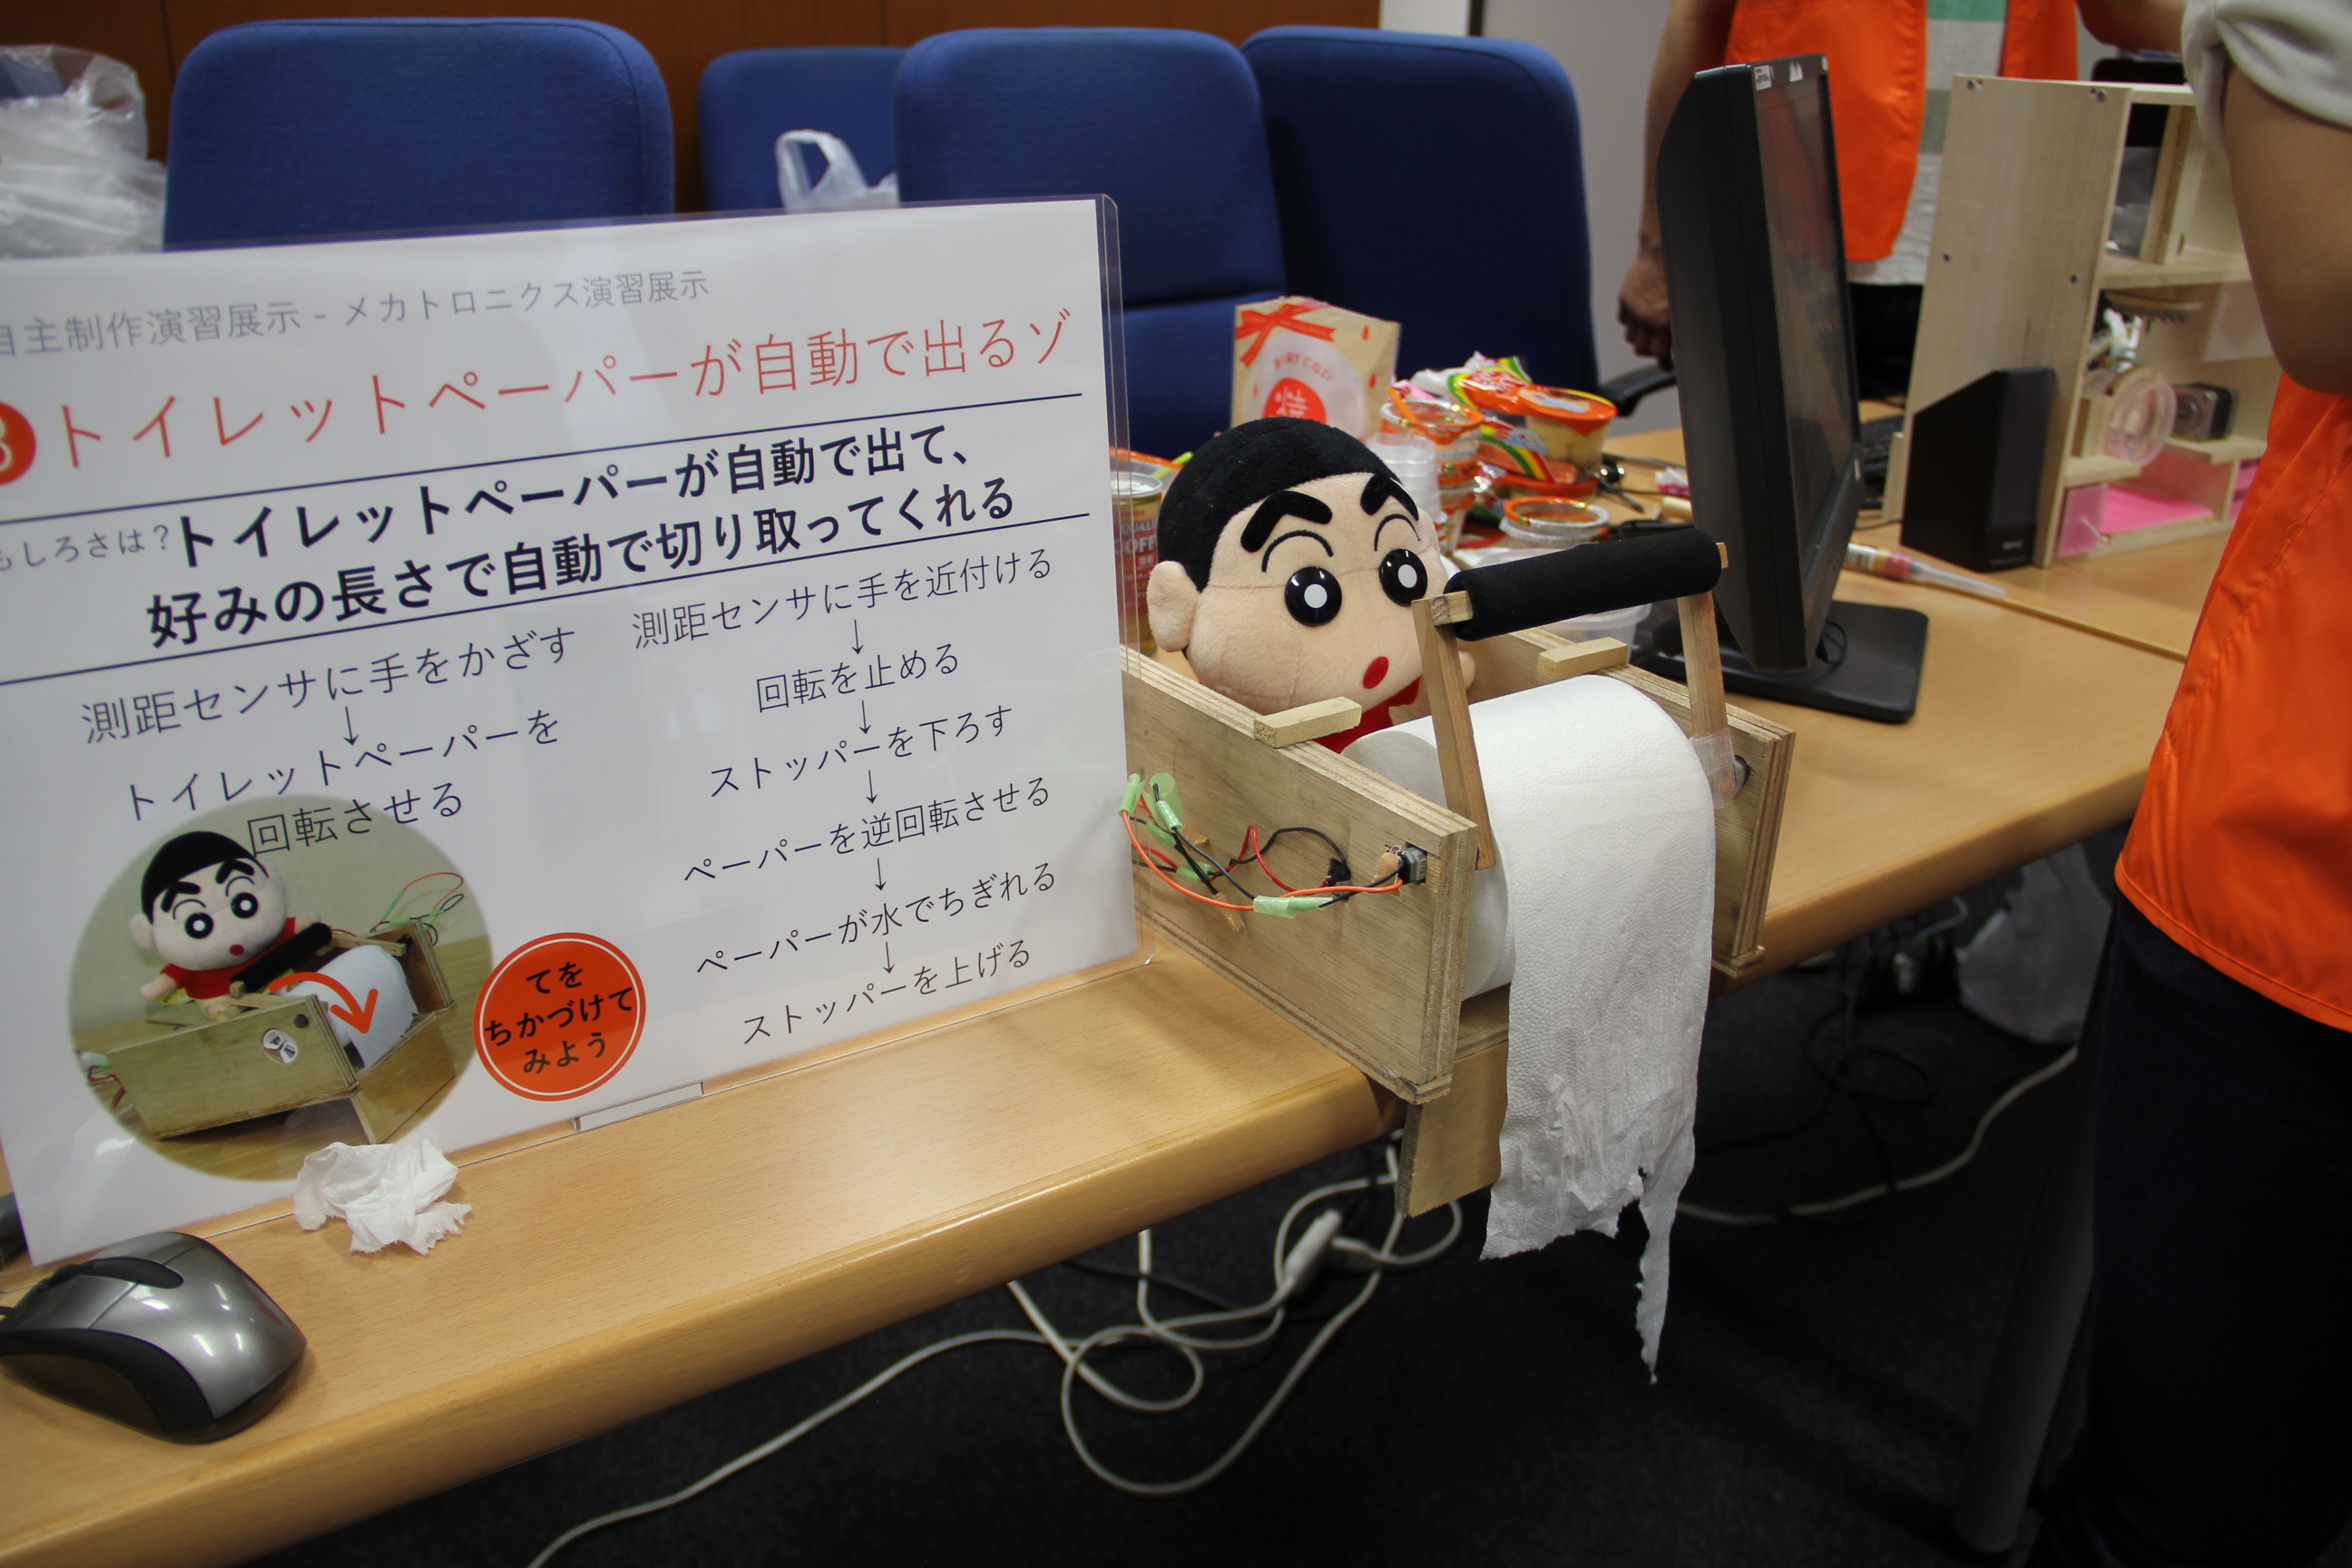 自主制作演習展示 - メカトロニクス演習展示
トイレットペーパーが自動で出るゾ
もしろさは？
トイレットペーパーが自動で出て、
好みの長さで自動で切り取ってくれる
測距センサに手をかざす
↓
トイレットペーパーを
回転させる
測距センサに手を近付ける
↓
回転を止める
↓
ストッパーを下ろす
↓
ペーパーを逆回転させる
↓
ペーパーが水でちぎれる
↓
ストッパーを上げる
てを
ちかづけて
みよう